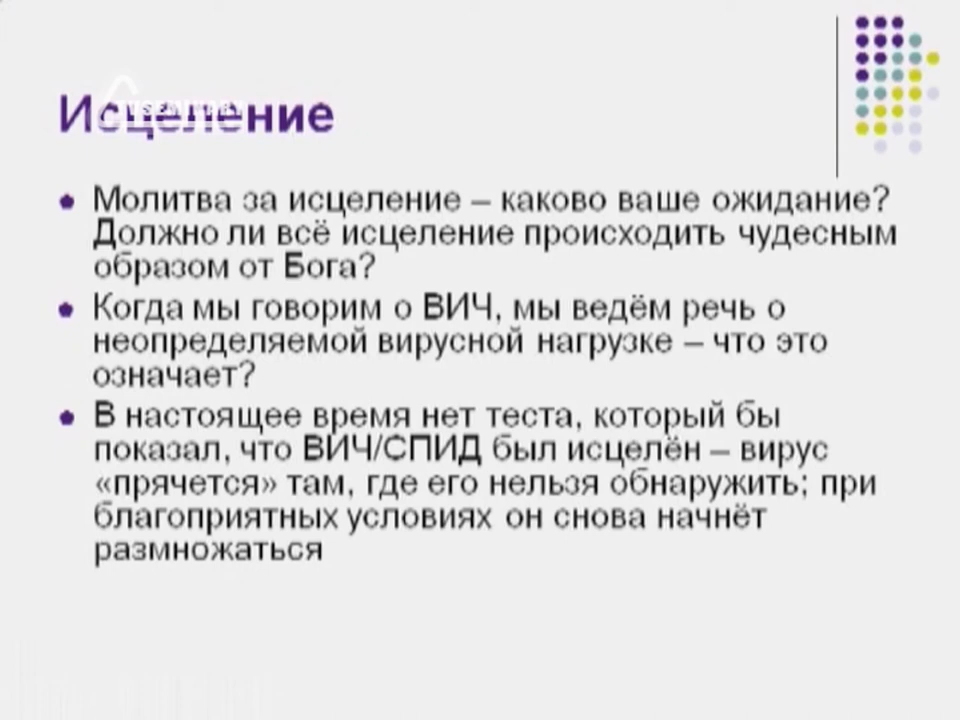 Исцеление
Молитва за исцеление – каково ваше ожидание?
Должно ли всё исцеление происходить чудесным
образом от Бога?
Когда мы говорим о ВИЧ, мы ведём речь о
неопределяемой вирусной нагрузке – что это
означает?
В настоящее время нет теста, который бы
показал, что ВИЧ/СПИД был исцелён – вирус
«прячется» там, где его нельзя обнаружить; при
благоприятных условиях он снова начнёт
размножаться